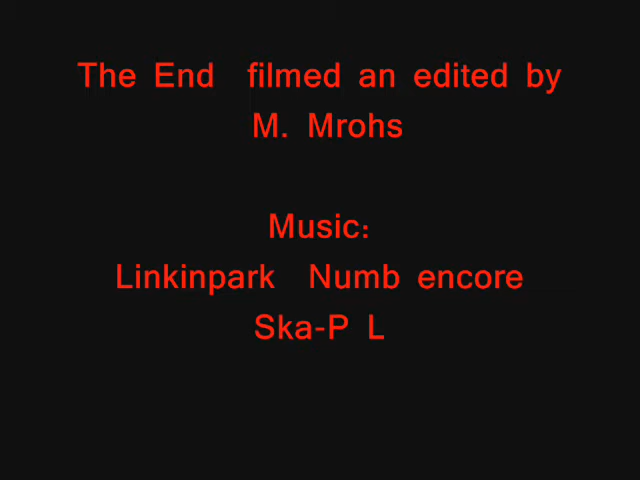 The End filmed an edited by
M. Mrohs
Music:
Linkinpark Numb encore
Ska-P L